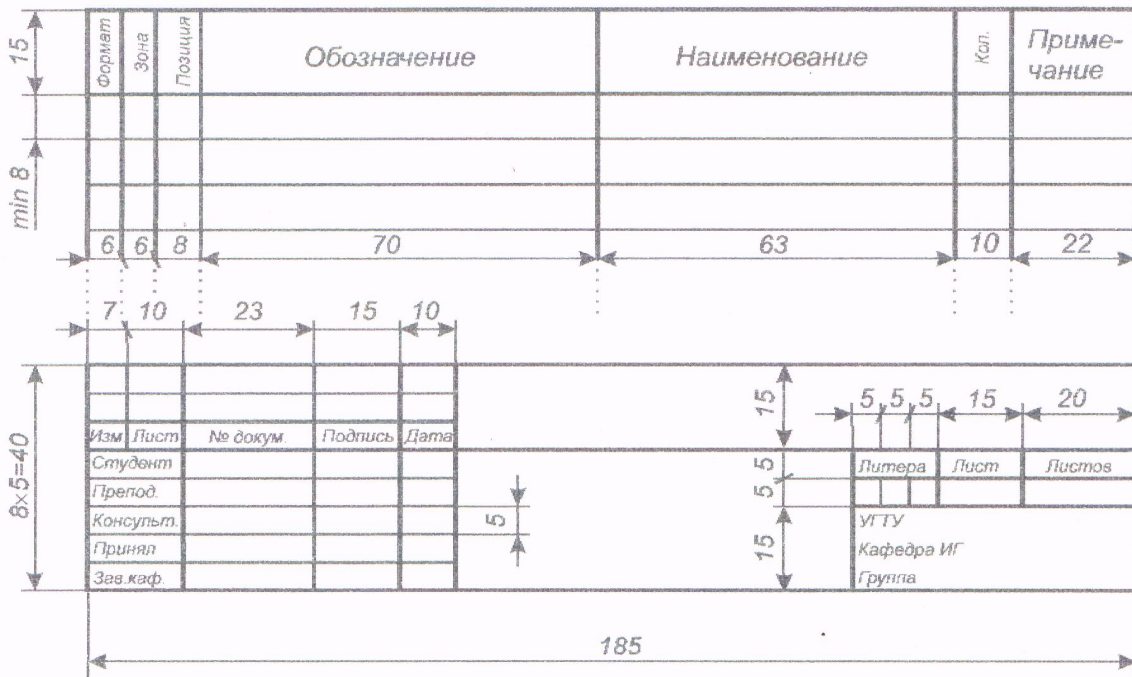 15
Формат
Зона
Позиция
Обозначение
Наименование
Кол.
Приме-
чание
min 8
6 6 8 70 63 10 22
7 10 23 15 10
8×5=40
15
5 5 5 15 20
Изм. Лист № докум. Подпись Дата
Студент
Препод.
Консульт.
Принял
Зав.каф.
5
5 5
15
Литера Лист Листов
УГТУ
Кафедра ИГ
Группа
185